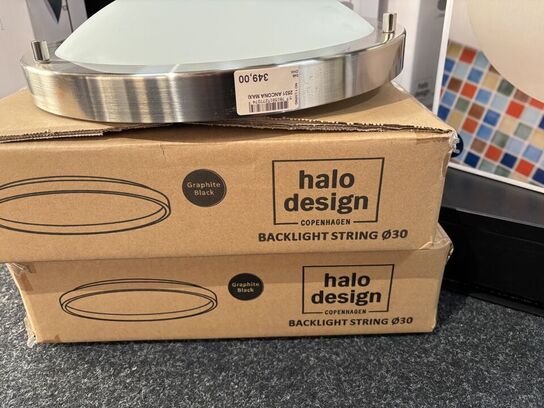 349,00
2501 ANCONA MAXI
Graphite
Black
halo
design
COPENHAGEN
BACKLIGHT STRING Ø30
Graphite
Black
halo
design
COPENHAGEN
BACKLIGHT STRING Ø30